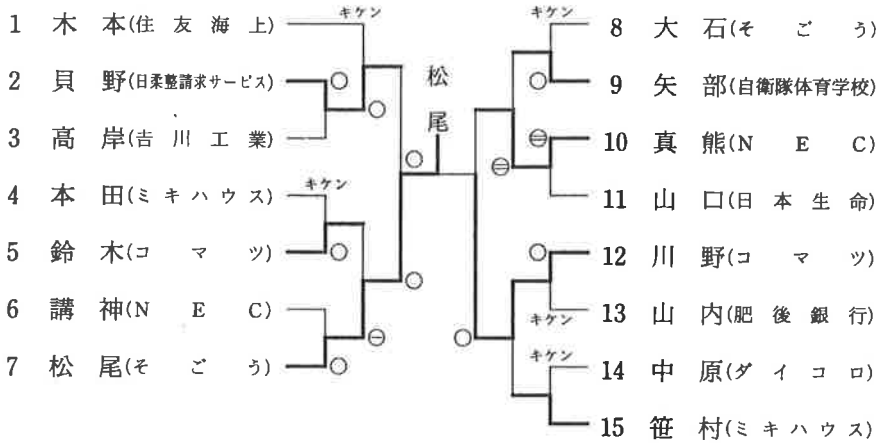 キケン
1 木本(住友海上)
2 貝野(日柔整請求サービス)
3 高岸(吉川工業)
キケン
4 本田(ミキハウス)
5 鈴木(コマツ)
6 講神(NEC)
7 松尾(そごう)
松尾
キケン
8 大石(そごう)
9 矢部(自衛隊体育学校)
10 真熊(NEC)
11 山口(日本生命)
12 川野(コマツ)
キケン
13 山内(肥後銀行)
キケン
14 中原(ダイコロ)
15 笹村(ミキハウス)